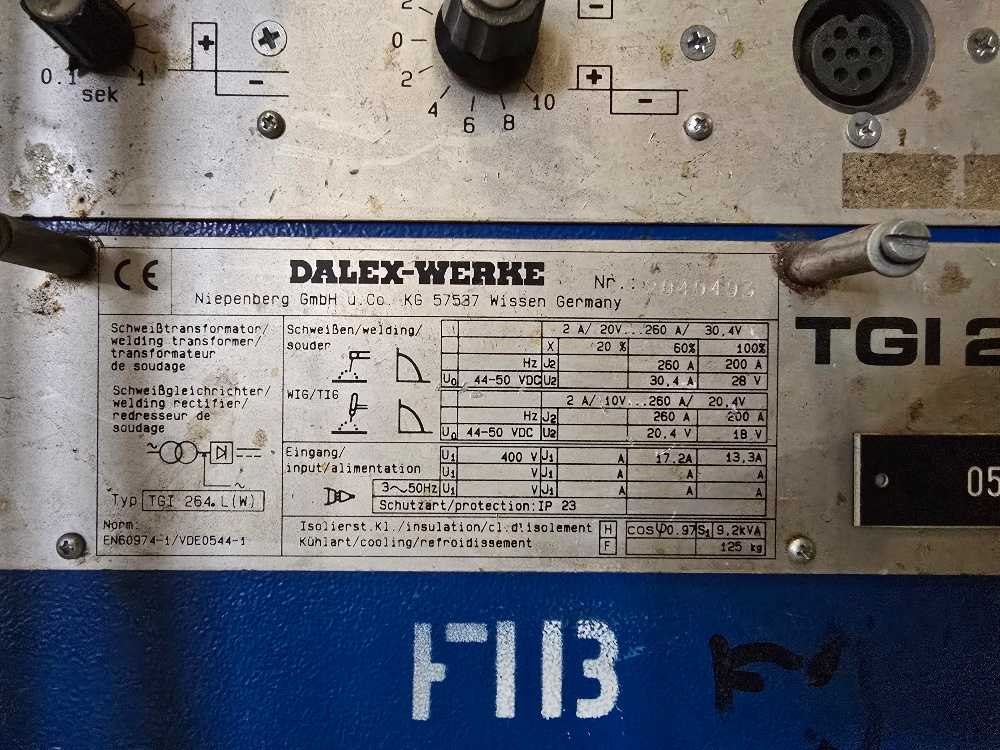 2
0
2
4
6
8
10
0.1
1
sek
+
-
-
+
-
CE
DALEX-WERKE
Nr.: 2040493
Niepenberg GmbH u.Co. KG 57537 Wissen Germany
TGI 2
Schweißtransformator/
welding transformer/
transformateur
de soudage
Schweißgleichrichter/
welding rectifier/
redresseur de
soudage
Typ TGI 264.L(W)
Norm:
EN60974-1/VDE0544-1
Schweißen/welding/
souder
2 A/ 20V...260 A/ 30.4V
X 20 % 60% 100%
Hz J2 260 A 200 A
U0 44-50 VDC U2 30.4 A 28 V
WIG/TIG
2 A/ 10V...260 A/ 20.4V
Hz J2 260 A 200 A
U0 44-50 VDC U2 20.4 V 18 V
Eingang/
input/alimentation
U1 400 V J1 A 17.2A 13,3A
U1 V J1 A A A
3~50Hz U1 V J1 A A A
Schutzart/protection: IP 23
Isolierst.Kl./insulation/cl.d'isolement H cosφ0.97 S1 9.2kVA
Kühlart/cooling/refroidissement F 125 kg
05
FTB